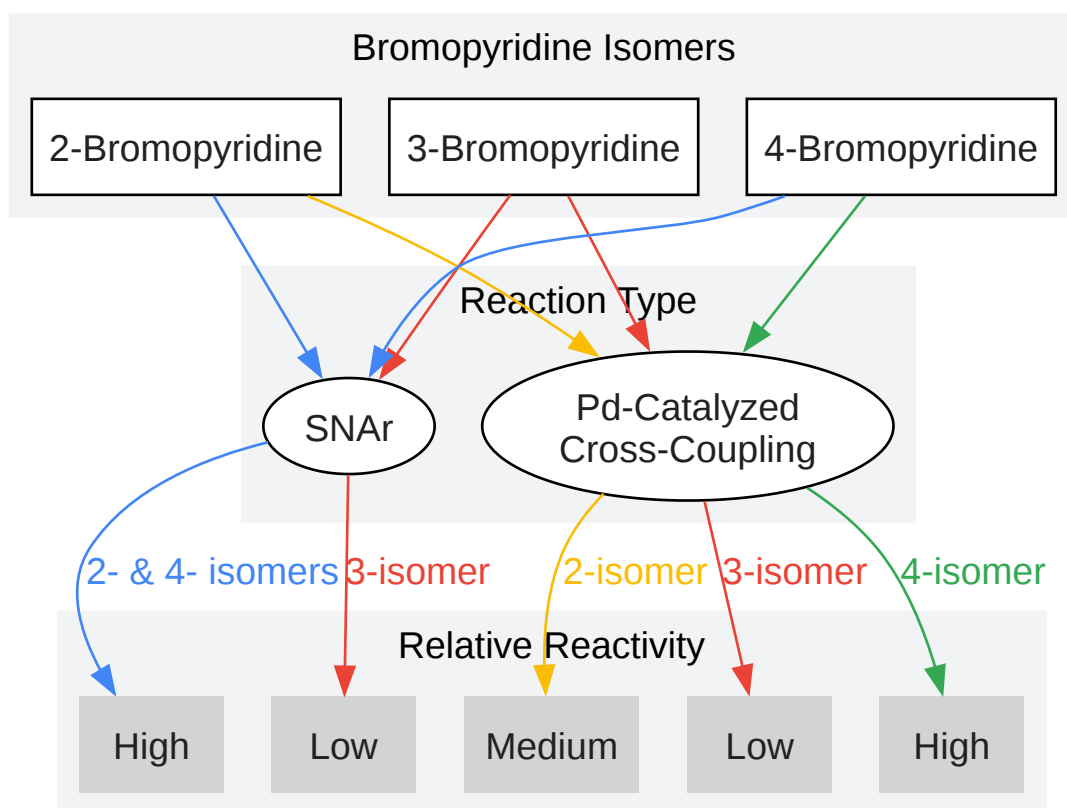 Bromopyridine Isomers
2-Bromopyridine
3-Bromopyridine
4-Bromopyridine
Reaction Type
SNAr
Pd-Catalyzed
Cross-Coupling
2- & 4- isomers
3-isomer
2-isomer
3-isomer
4-isomer
Relative Reactivity
High
Low
Medium
Low
High